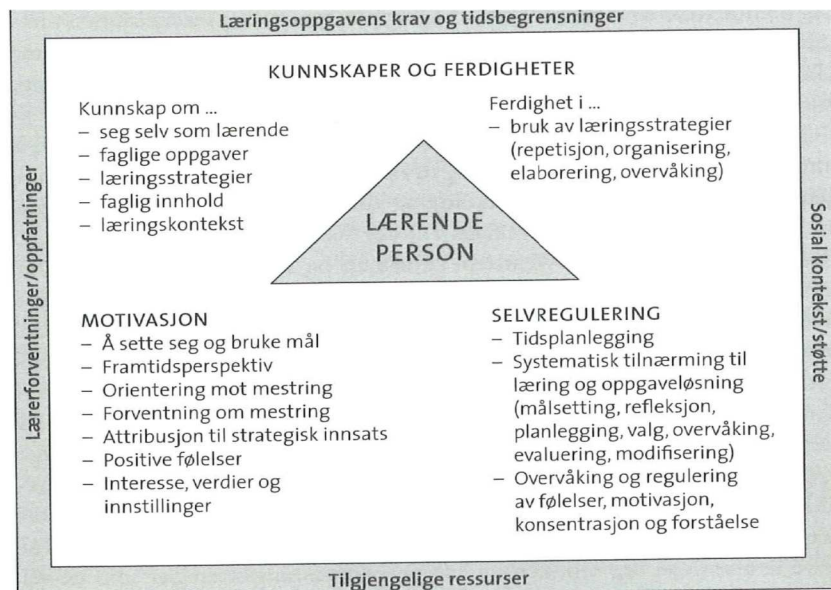 Læringsoppgavens krav og tidsbegrensninger
KUNNSKAPER OG FERDIGHETER
Kunnskap om ...
– seg selv som lærende
– faglige oppgaver
– læringsstrategier
– faglig innhold
– læringskontekst
Ferdighet i ...
– bruk av læringsstrategier
(repetisjon, organisering,
elaborering, overvåking)
LÆRENDE
PERSON
Lærerforventninger/oppfatninger
Sosial kontekst/støtte
MOTIVASJON
– Å sette seg og bruke mål
– Framtidsperspektiv
– Orientering mot mestring
– Forventning om mestring
– Attribusjon til strategisk innsats
– Positive følelser
– Interesse, verdier og
innstillinger
SELVREGULERING
– Tidsplanlegging
– Systematisk tilnærming til
læring og oppgaveløsning
(målsetting, refleksjon,
planlegging, valg, overvåking,
evaluering, modifisering)
– Overvåking og regulering
av følelser, motivasjon,
konsentrasjon og forståelse
Tilgjengelige ressurser